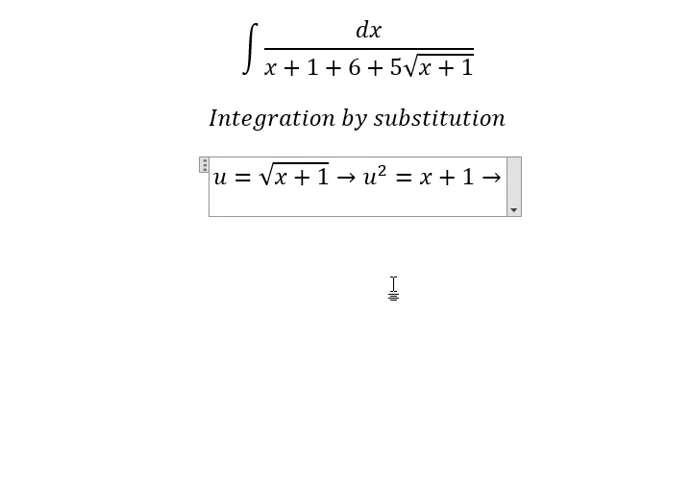 ∫ dx / (x + 1 + 6 + 5√(x + 1))
Integration by substitution
u = √(x + 1) → u² = x + 1 →